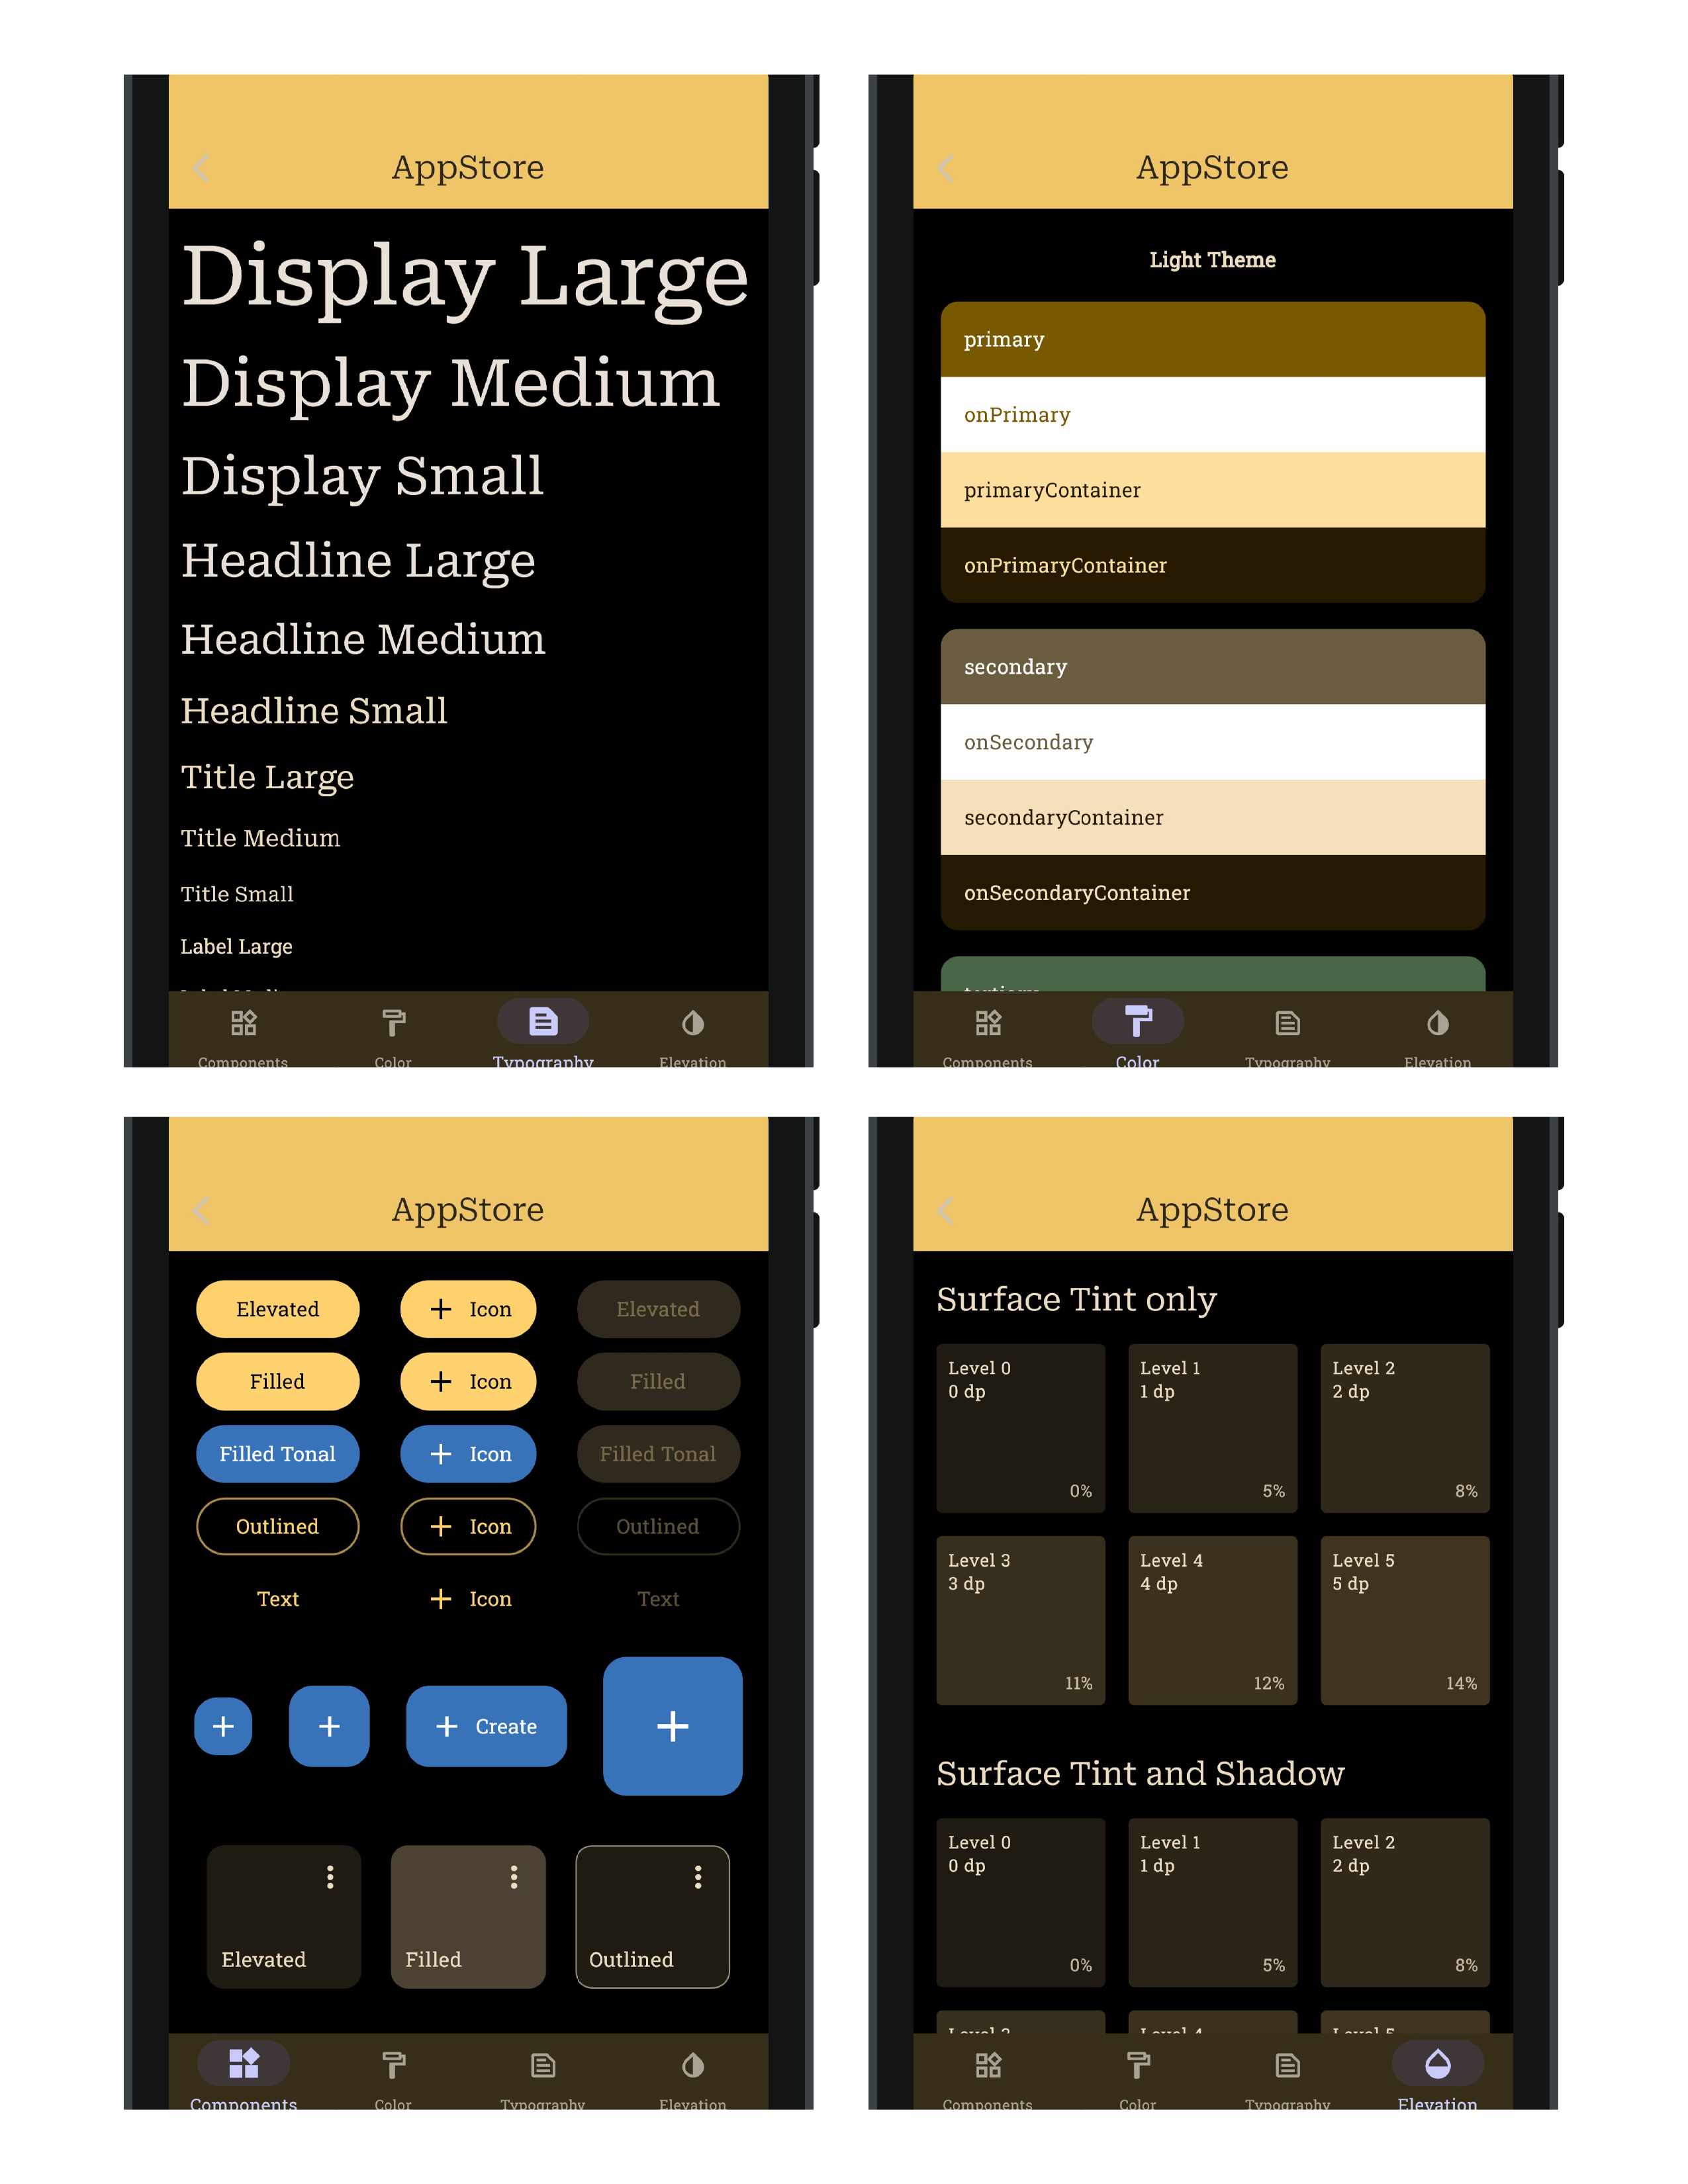 AppStore
Display Large
Display Medium
Display Small
Headline Large
Headline Medium
Headline Small
Title Large
Title Medium
Title Small
Label Large
Components Color Typography Elevation
AppStore
Light Theme
primary
onPrimary
primaryContainer
onPrimaryContainer
secondary
onSecondary
secondaryContainer
onSecondaryContainer
Components Color Typography Elevation
AppStore
Elevated Icon Elevated
Filled Icon Filled
Filled Tonal Icon Filled Tonal
Outlined Icon Outlined
Text Icon Text
Create
Elevated Filled Outlined
Components Color Typography Elevation
AppStore
Surface Tint only
Level 0 Level 1 Level 2
0 dp 1 dp 2 dp
0% 5% 8%
Level 3 Level 4 Level 5
3 dp 4 dp 5 dp
11% 12% 14%
Surface Tint and Shadow
Level 0 Level 1 Level 2
0 dp 1 dp 2 dp
0% 5% 8%
Components Color Typography Elevation